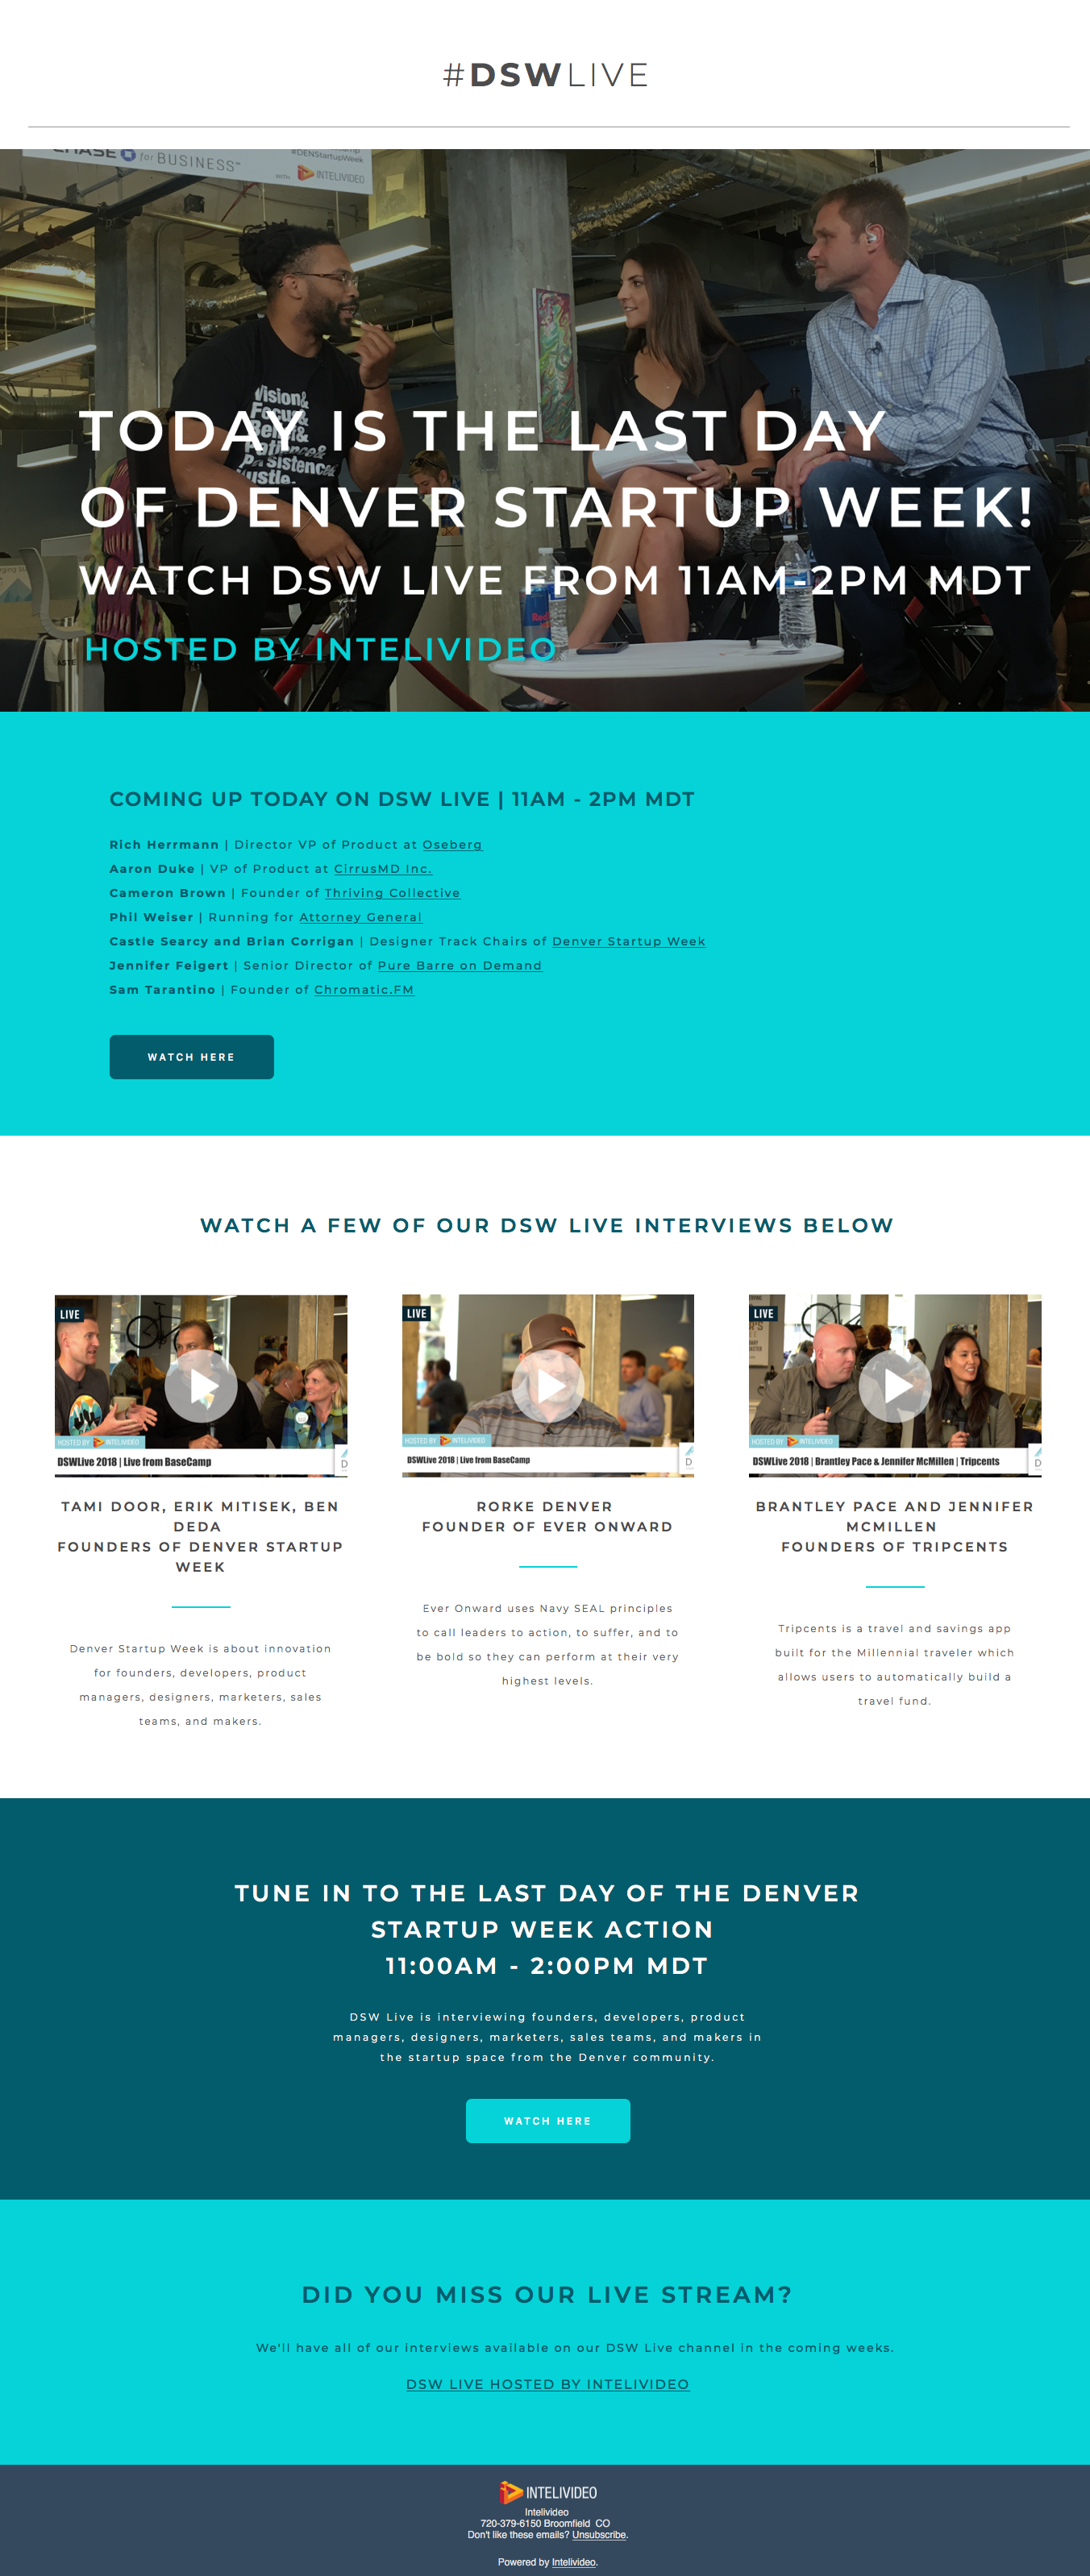 #DSWLIVE
CHASE for BUSINESS
#DENStartupWeek
WITH INTELIVIDEO
Vision&
TODAY IS THE LAST DAY
OF DENVER STARTUP WEEK!
WATCH DSW LIVE FROM 11AM-2PM MDT
HOSTED BY INTELIVIDEO
COMING UP TODAY ON DSW LIVE | 11AM - 2PM MDT
Rich Herrmann | Director VP of Product at Oseberg
Aaron Duke | VP of Product at CirrusMD Inc.
Cameron Brown | Founder of Thriving Collective
Phil Weiser | Running for Attorney General
Castle Searcy and Brian Corrigan | Designer Track Chairs of Denver Startup Week
Jennifer Feigert | Senior Director of Pure Barre on Demand
Sam Tarantino | Founder of Chromatic.FM
WATCH HERE
WATCH A FEW OF OUR DSW LIVE INTERVIEWS BELOW
LIVE
HOSTED BY INTELIVIDEO
DSWLive 2018 | Live from BaseCamp
TAMI DOOR, ERIK MITISEK, BEN
DEDA
FOUNDERS OF DENVER STARTUP
WEEK
Denver Startup Week is about innovation
for founders, developers, product
managers, designers, marketers, sales
teams, and makers.
LIVE
HOSTED BY INTELIVIDEO
DSWLive 2018 | Live from BaseCamp
RORKE DENVER
FOUNDER OF EVER ONWARD
Ever Onward uses Navy SEAL principles
to call leaders to action, to suffer, and to
be bold so they can perform at their very
highest levels.
LIVE
HOSTED BY INTELIVIDEO
DSWLive 2018 | Brantley Pace & Jennifer McMillen | Tripcents
BRANTLEY PACE AND JENNIFER
MCMILLEN
FOUNDERS OF TRIPCENTS
Tripcents is a travel and savings app
built for the Millennial traveler which
allows users to automatically build a
travel fund.
TUNE IN TO THE LAST DAY OF THE DENVER
STARTUP WEEK ACTION
11:00AM - 2:00PM MDT
DSW Live is interviewing founders, developers, product
managers, designers, marketers, sales teams, and makers in
the startup space from the Denver community.
WATCH HERE
DID YOU MISS OUR LIVE STREAM?
We'll have all of our interviews available on our DSW Live channel in the coming weeks.
DSW LIVE HOSTED BY INTELIVIDEO
INTELIVIDEO
Intelivideo
720-379-6150 Broomfield CO
Don't like these emails? Unsubscribe.
Powered by Intelivideo.